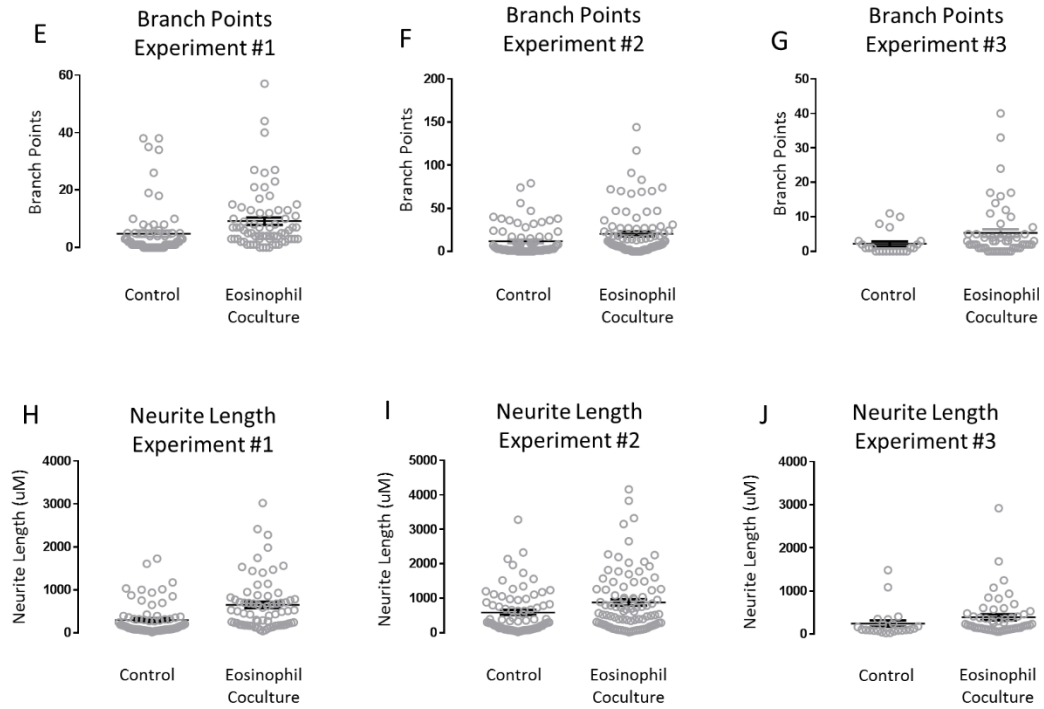 E
Branch Points
Experiment #1
Branch Points
60
40
20
0
Control
Eosinophil
Coculture
F
Branch Points
Experiment #2
Branch Points
200
150
100
50
0
Control
Eosinophil
Coculture
G
Branch Points
Experiment #3
Branch Points
50
40
30
20
10
0
Control
Eosinophil
Coculture
H
Neurite Length
Experiment #1
Neurite Length (uM)
4000
3000
2000
1000
0
Control
Eosinophil
Coculture
I
Neurite Length
Experiment #2
Neurite Length (uM)
5000
4000
3000
2000
1000
0
Control
Eosinophil
Coculture
J
Neurite Length
Experiment #3
Neurite Length (uM)
4000
3000
2000
1000
0
Control
Eosinophil
Coculture